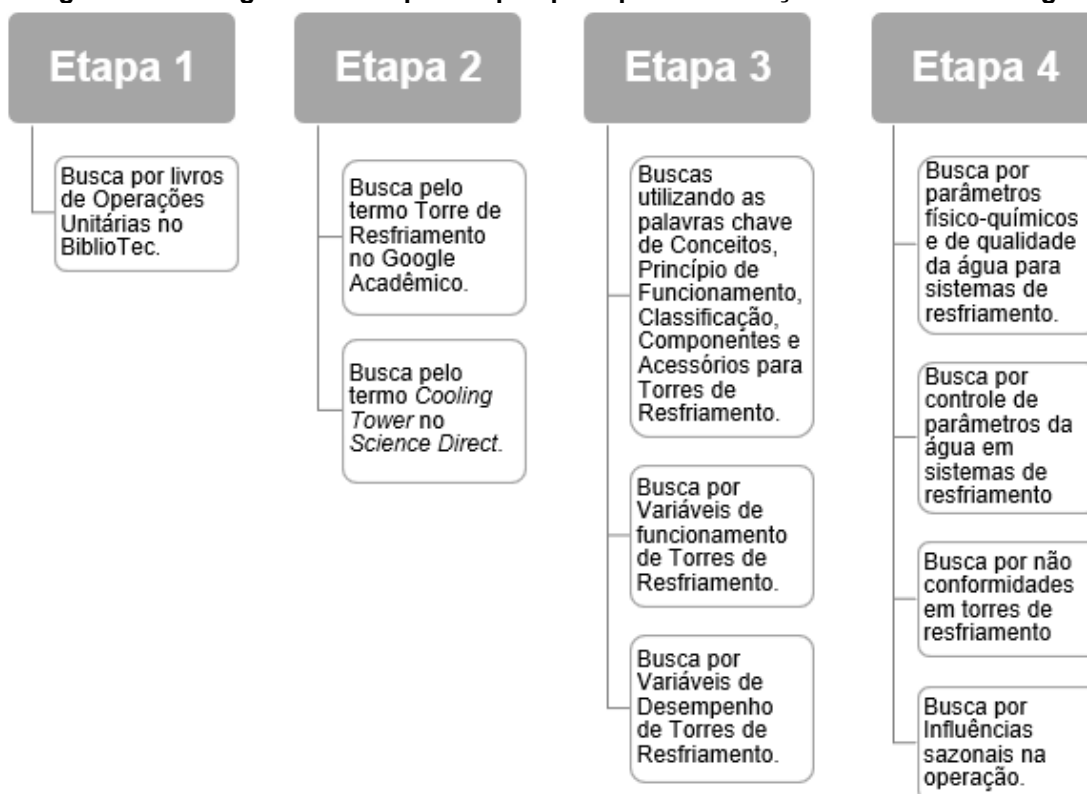 Etapa 1
Busca por livros
de Operações
Unitárias no
BiblioTec.
Etapa 2
Busca pelo
termo Torre de
Resfriamento
no Google
Acadêmico.
Busca pelo
termo Cooling
Tower no
Science Direct.
Etapa 3
Buscas
utilizando as
palavras chave
de Conceitos,
Princípio de
Funcionamento,
Classificação,
Componentes e
Acessórios para
Torres de
Resfriamento.
Busca por
Variáveis de
funcionamento
de Torres de
Resfriamento.
Busca por
Variáveis de
Desempenho
de Torres de
Resfriamento.
Etapa 4
Busca por
parâmetros
físico-químicos
e de qualidade
da água para
sistemas de
resfriamento.
Busca por
controle de
parâmetros da
água em
sistemas de
resfriamento
Busca por não
conformidades
em torres de
resfriamento
Busca por
Influências
sazonais na
operação.